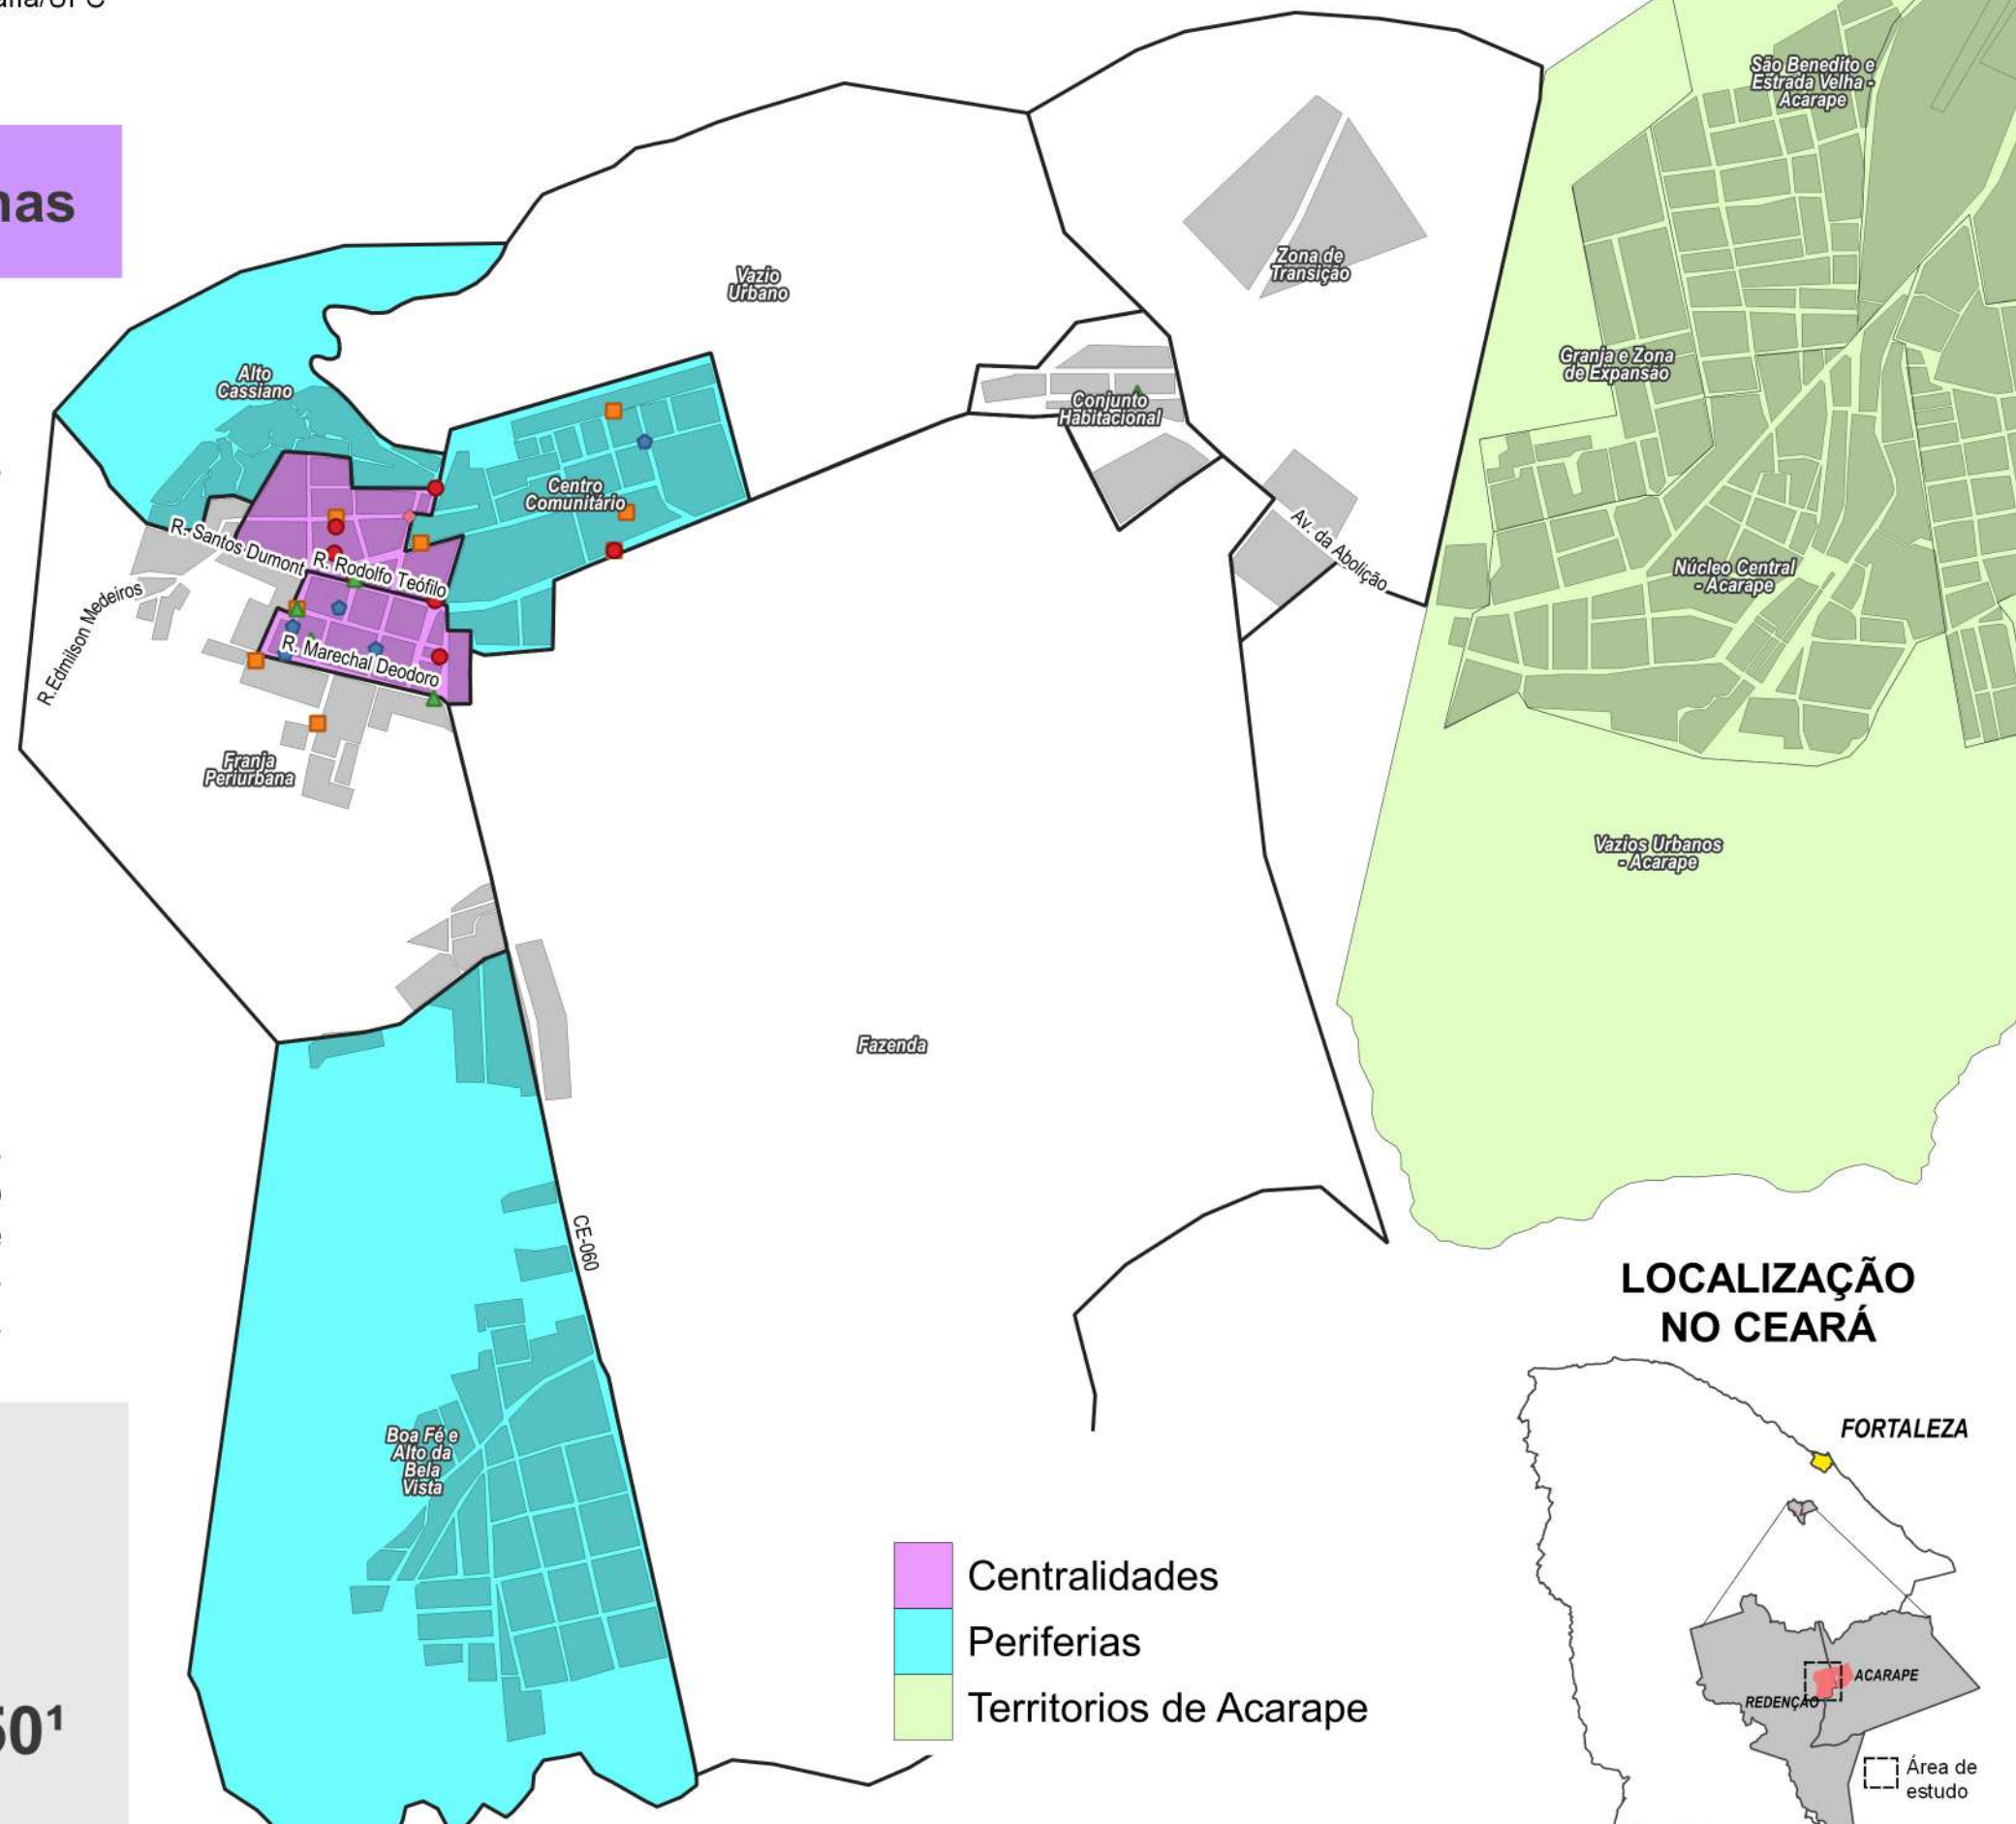 nas
São Benedito e
Estrada Velha -
Acarape
Zona de
Transição
Vazio
Urbano
Alto
Cassiano
Granja e Zona
de Expansão
Conjunto
Habitacional
Centro
Comunitário
Av. da Abolição
R. Santos Dumont
R. Rodolfo Teófilo
R.Edmilson Medeiros
R. Marechal Deodoro
Núcleo Central
- Acarape
Franja
Periurbana
Vazios Urbanos
- Acarape
Fazenda
CE-060
Boa Fé e
Alto da
Bela
Vista
LOCALIZAÇÃO
NO CEARÁ
FORTALEZA
Centralidades
Periferias
Territorios de Acarape
ACARAPE
REDENÇÃO
Área de
estudo
50¹